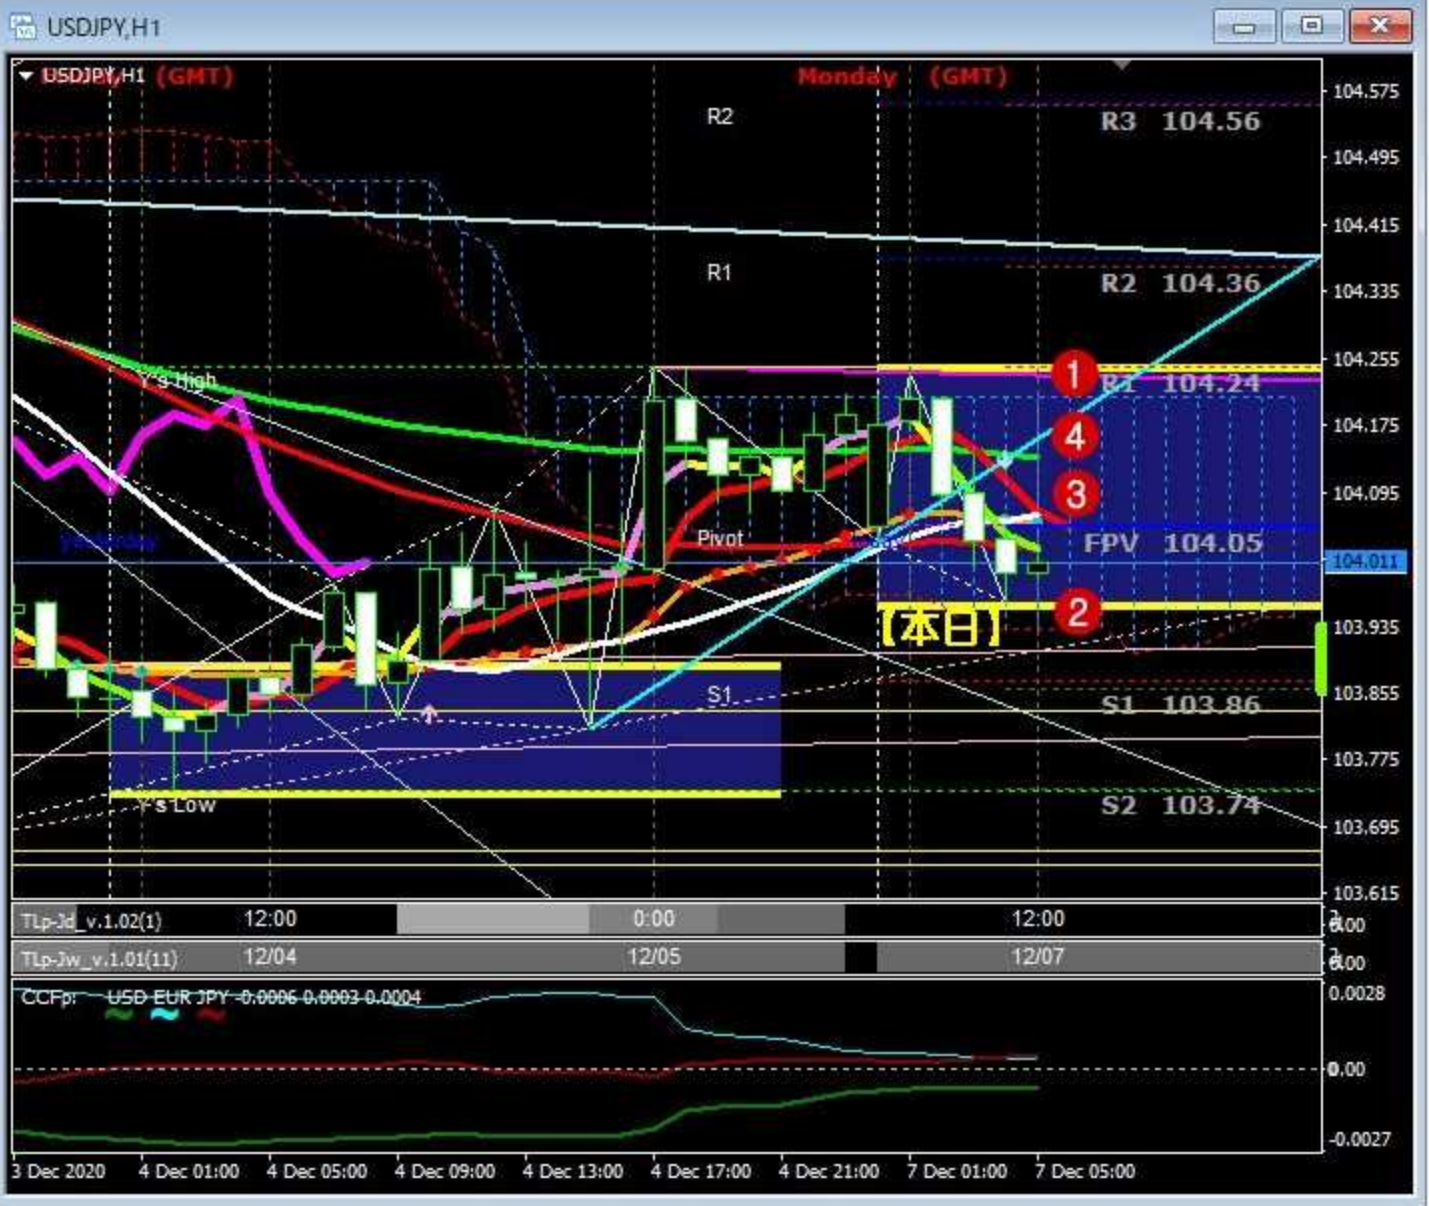 USDJPY,H1
USDJPY,H1 (GMT)
Monday (GMT)
R2
R3 104.56
R1
R2 104.36
Y's High
1
R1 104.24
4
3
yesterday
Pivot
FPV 104.05
【本日】
2
S1
S1 103.86
Y's Low
S2 103.74
104.575
104.495
104.415
104.335
104.255
104.175
104.095
104.011
103.935
103.855
103.775
103.695
103.615
TLp-Jd_v.1.02(1) 12:00 0:00 12:00
TLp-Jw_v.1.01(11) 12/04 12/05 12/07
CCFp: USD EUR JPY -0.0006 0.0003 0.0004
0.0028
0.00
-0.0027
3 Dec 2020 4 Dec 01:00 4 Dec 05:00 4 Dec 09:00 4 Dec 13:00 4 Dec 17:00 4 Dec 21:00 7 Dec 01:00 7 Dec 05:00